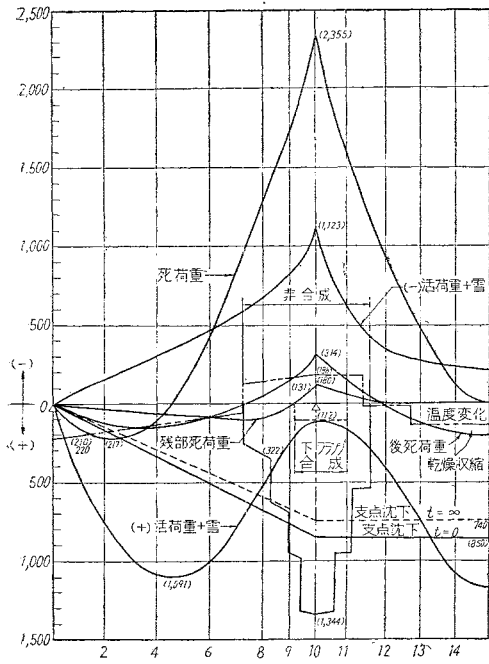 2,500
(2,355)
2,000
1,500
(1,123)
1,000
死荷重
(-)活荷重+雪
非合成
500
(-)
(314)
(180)
(131)
0
(+)
(112)
温度変化
(210)
220
(217)
残部死荷重
下フランジ
合成
後死荷重
乾燥収縮
(322)
500
支点沈下 t=∞
740
(+)活荷重+雪
支点沈下 t=0
(850)
1,000
(1,091)
(1,344)
1,500
2 4 6 8 9 10 11 12 13 14 15